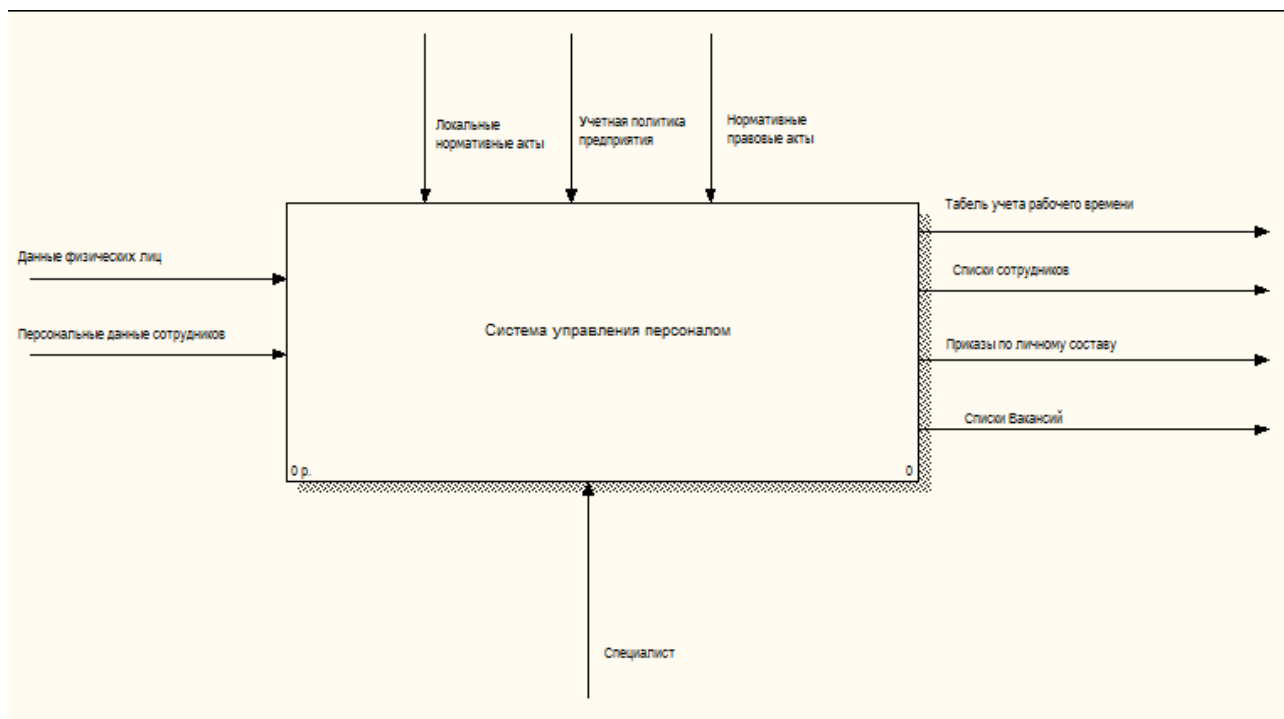 Локальные
нормативные акты
Учетная политика
предприятия
Нормативные
правовые акты
Данные физических лиц
Персональные данные сотрудников
Система управления персоналом
0 р.
0
Табель учета рабочего времени
Списки сотрудников
Приказы по личному составу
Списки Вакансий
Специалист